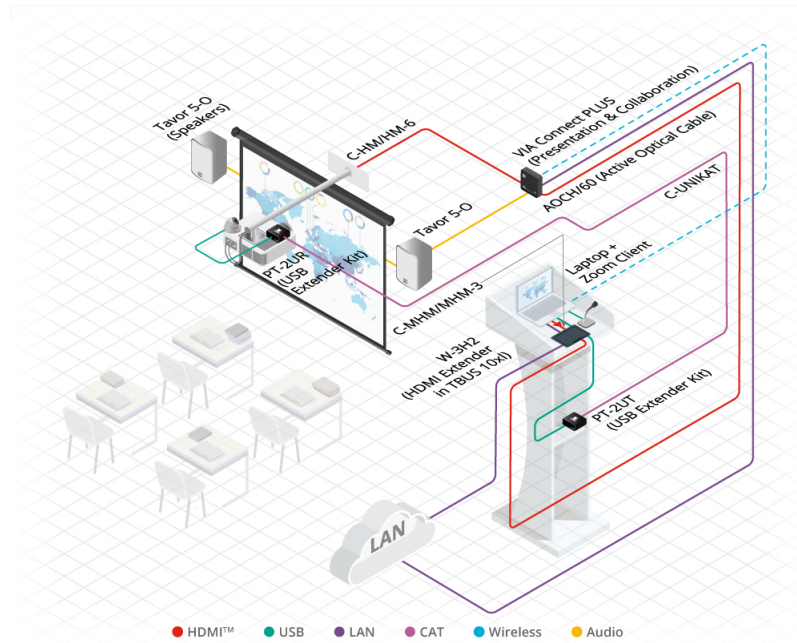 Tavor 5-O
(Speakers)
C-HM/HM-6
VIA Connect PLUS
(Presentation & Collaboration)
AOCH/60 (Active Optical Cable)
C-UNIKAT
Tavor 5-O
PT-2UR
(USB
Extender Kit)
C-MHM/MHM-3
Laptop +
Zoom Client
W-3H2
(HDMI Extender
in TBUS 10xl)
PT-2UT
(USB Extender Kit)
LAN
HDMI™
USB
LAN
CAT
Wireless
Audio